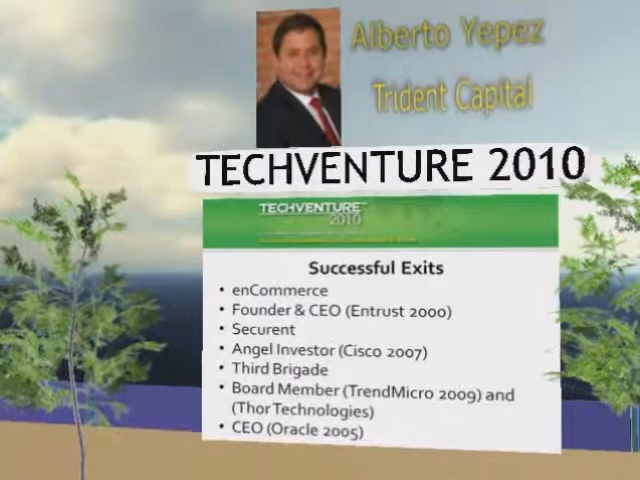 Alberto Yepez
Trident Capital
TECHVENTURE 2010
TECHVENTURE™
2010
Successful Exits
• enCommerce
• Founder & CEO (Entrust 2000)
• Securent
• Angel Investor (Cisco 2007)
• Third Brigade
• Board Member (TrendMicro 2009) and
(Thor Technologies)
• CEO (Oracle 2005)